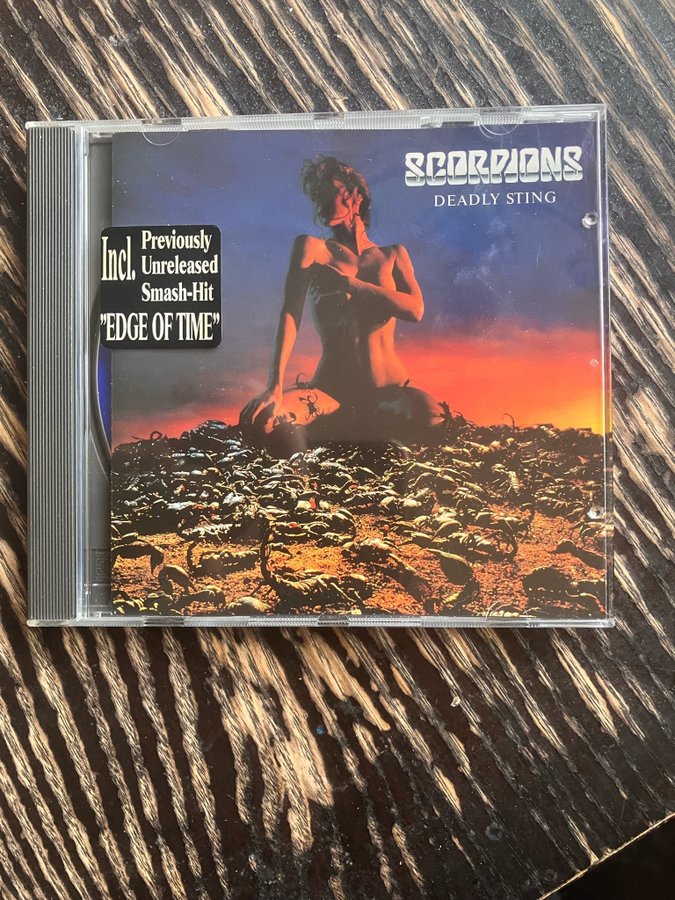 SCORPIONS
DEADLY STING
Incl. Previously
Unreleased
Smash-Hit
"EDGE OF TIME"